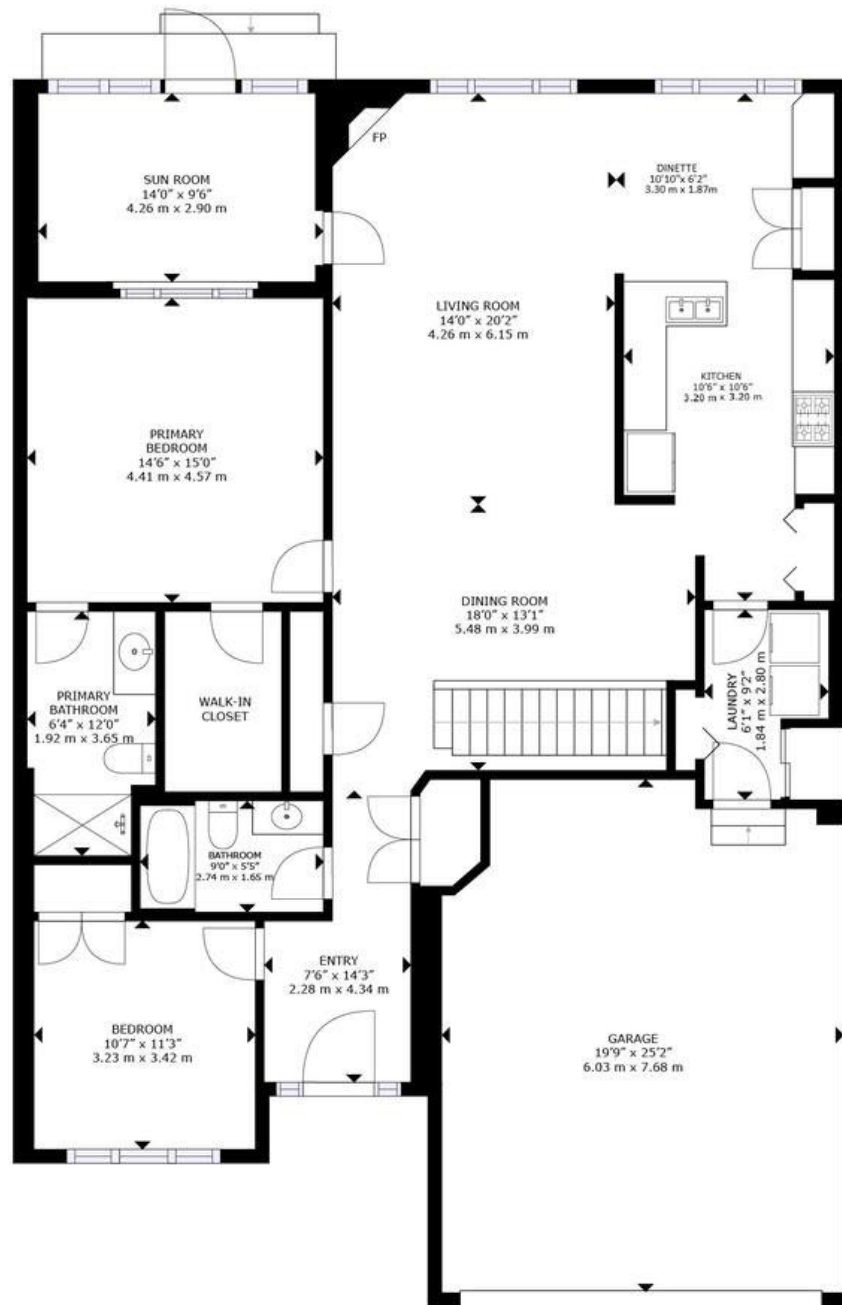 FP
SUN ROOM
14'0" x 9'6"
4.26 m x 2.90 m
DINETTE
10'10"x 6'2"
3.30 m x 1.87m
LIVING ROOM
14'0" x 20'2"
4.26 m x 6.15 m
KITCHEN
10'6" x 10'6"
3.20 m x 3.20 m
PRIMARY
BEDROOM
14'6" x 15'0"
4.41 m x 4.57 m
DINING ROOM
18'0" x 13'1"
5.48 m x 3.99 m
PRIMARY
BATHROOM
6'4" x 12'0"
1.92 m x 3.65 m
WALK-IN
CLOSET
LAUNDRY
6'1" x 9'2"
1.84 m x 2.80 m
BATHROOM
9'0" x 5'5"
2.74 m x 1.65 m
ENTRY
7'6" x 14'3"
2.28 m x 4.34 m
BEDROOM
10'7" x 11'3"
3.23 m x 3.42 m
GARAGE
19'9" x 25'2"
6.03 m x 7.68 m